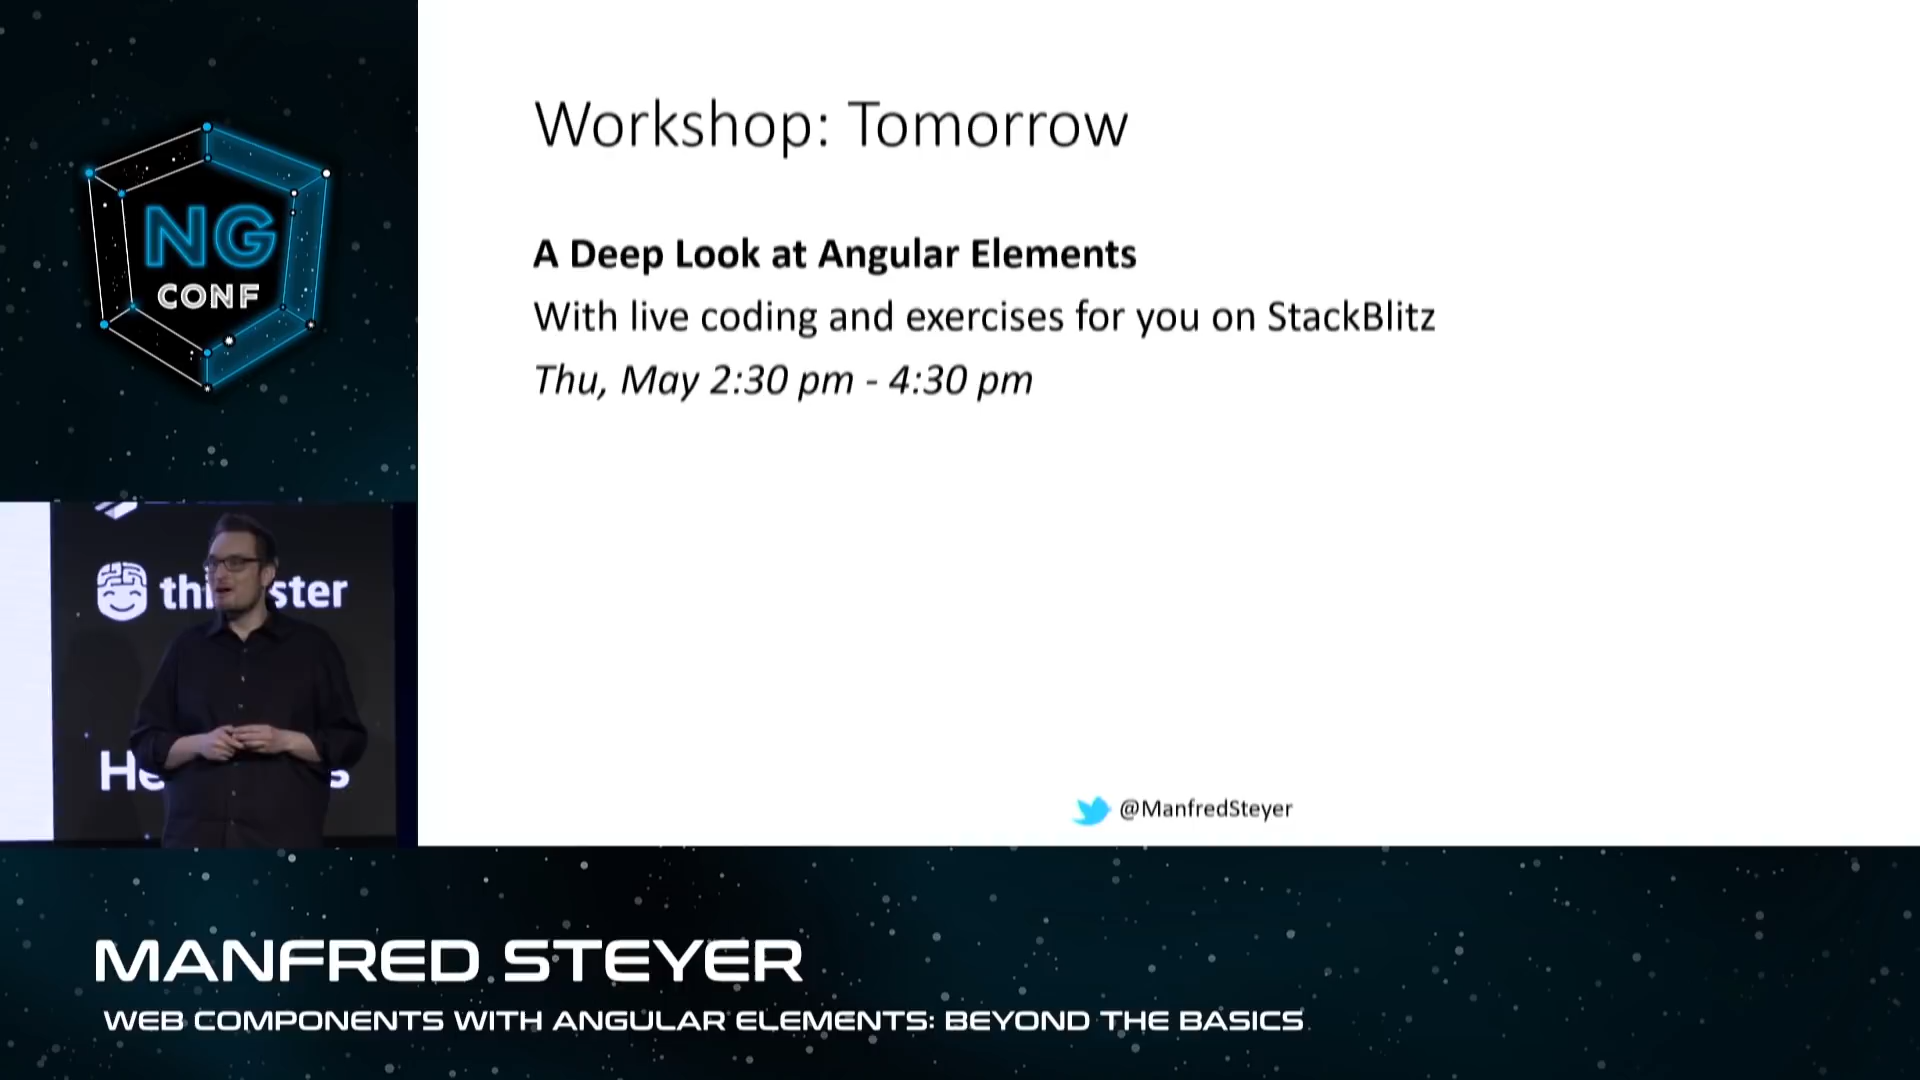 NG
CONF
Workshop: Tomorrow
A Deep Look at Angular Elements
With live coding and exercises for you on StackBlitz
Thu, May 2:30 pm - 4:30 pm
@ManfredSteyer
MANFRED STEYER
WEB COMPONENTS WITH ANGULAR ELEMENTS: BEYOND THE BASICS